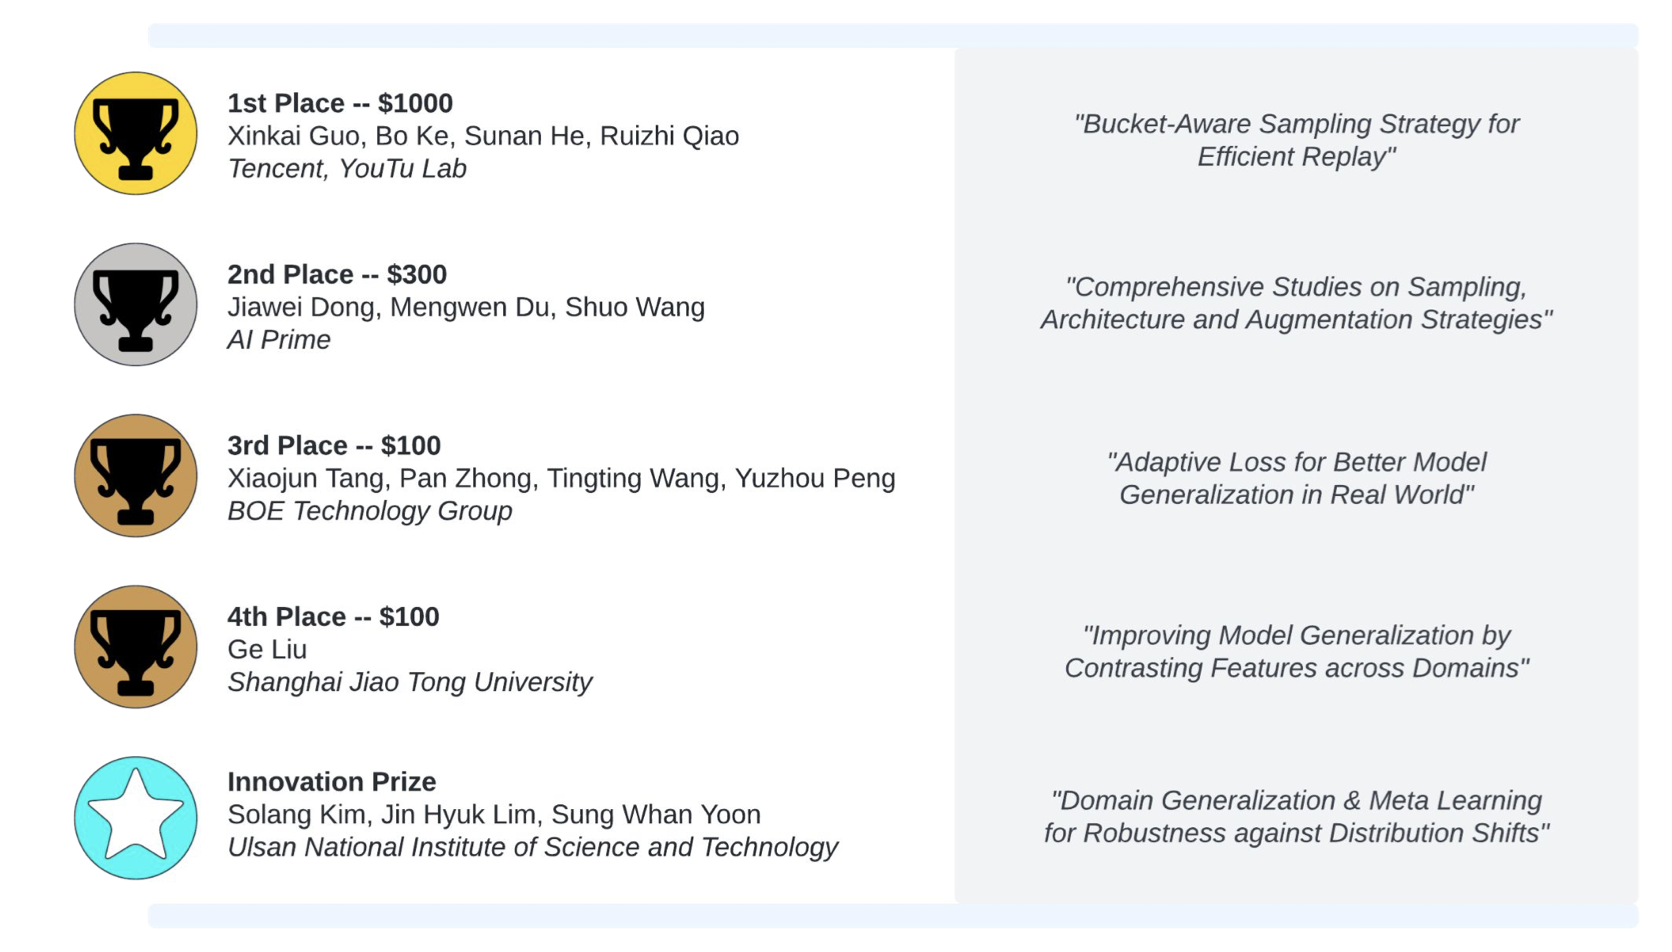 1st Place -- $1000
Xinkai Guo, Bo Ke, Sunan He, Ruizhi Qiao
Tencent, YouTu Lab
"Bucket-Aware Sampling Strategy for
Efficient Replay"
2nd Place -- $300
Jiawei Dong, Mengwen Du, Shuo Wang
AI Prime
"Comprehensive Studies on Sampling,
Architecture and Augmentation Strategies"
3rd Place -- $100
Xiaojun Tang, Pan Zhong, Tingting Wang, Yuzhou Peng
BOE Technology Group
"Adaptive Loss for Better Model
Generalization in Real World"
4th Place -- $100
Ge Liu
Shanghai Jiao Tong University
"Improving Model Generalization by
Contrasting Features across Domains"
Innovation Prize
Solang Kim, Jin Hyuk Lim, Sung Whan Yoon
Ulsan National Institute of Science and Technology
"Domain Generalization & Meta Learning
for Robustness against Distribution Shifts"